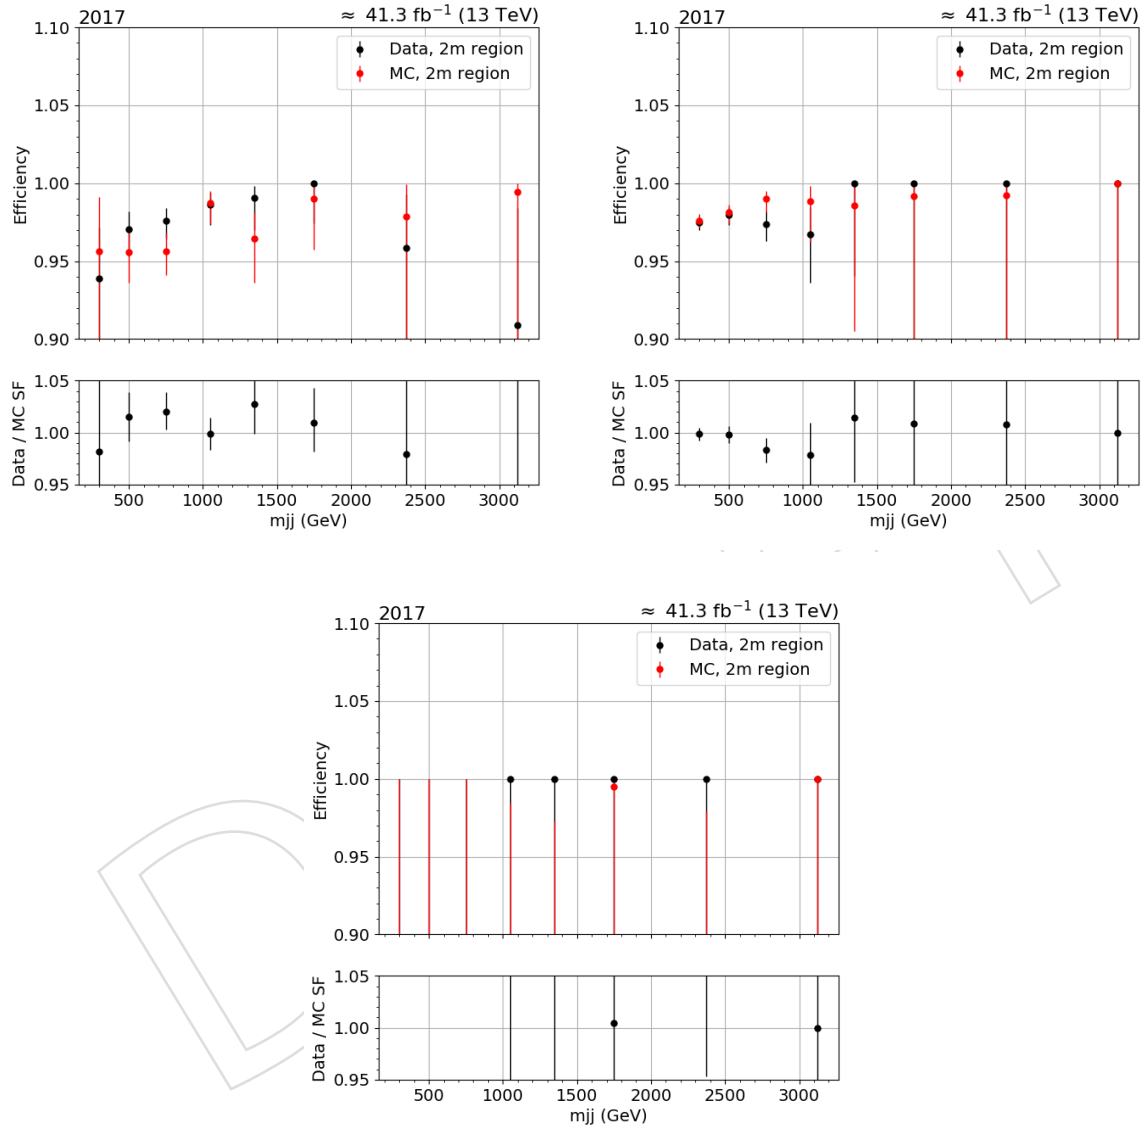 2017 ≈ 41.3 fb⁻¹ (13 TeV)
1.10
Data, 2m region
MC, 2m region
1.05
Efficiency
1.00
0.95
0.90
1.05
Data / MC SF
1.00
0.95
500 1000 1500 2000 2500 3000
mjj (GeV)
2017 ≈ 41.3 fb⁻¹ (13 TeV)
1.10
Data, 2m region
MC, 2m region
1.05
Efficiency
1.00
0.95
0.90
1.05
Data / MC SF
1.00
0.95
500 1000 1500 2000 2500 3000
mjj (GeV)
2017 ≈ 41.3 fb⁻¹ (13 TeV)
1.10
Data, 2m region
MC, 2m region
1.05
Efficiency
1.00
0.95
0.90
1.05
Data / MC SF
1.00
0.95
500 1000 1500 2000 2500 3000
mjj (GeV)